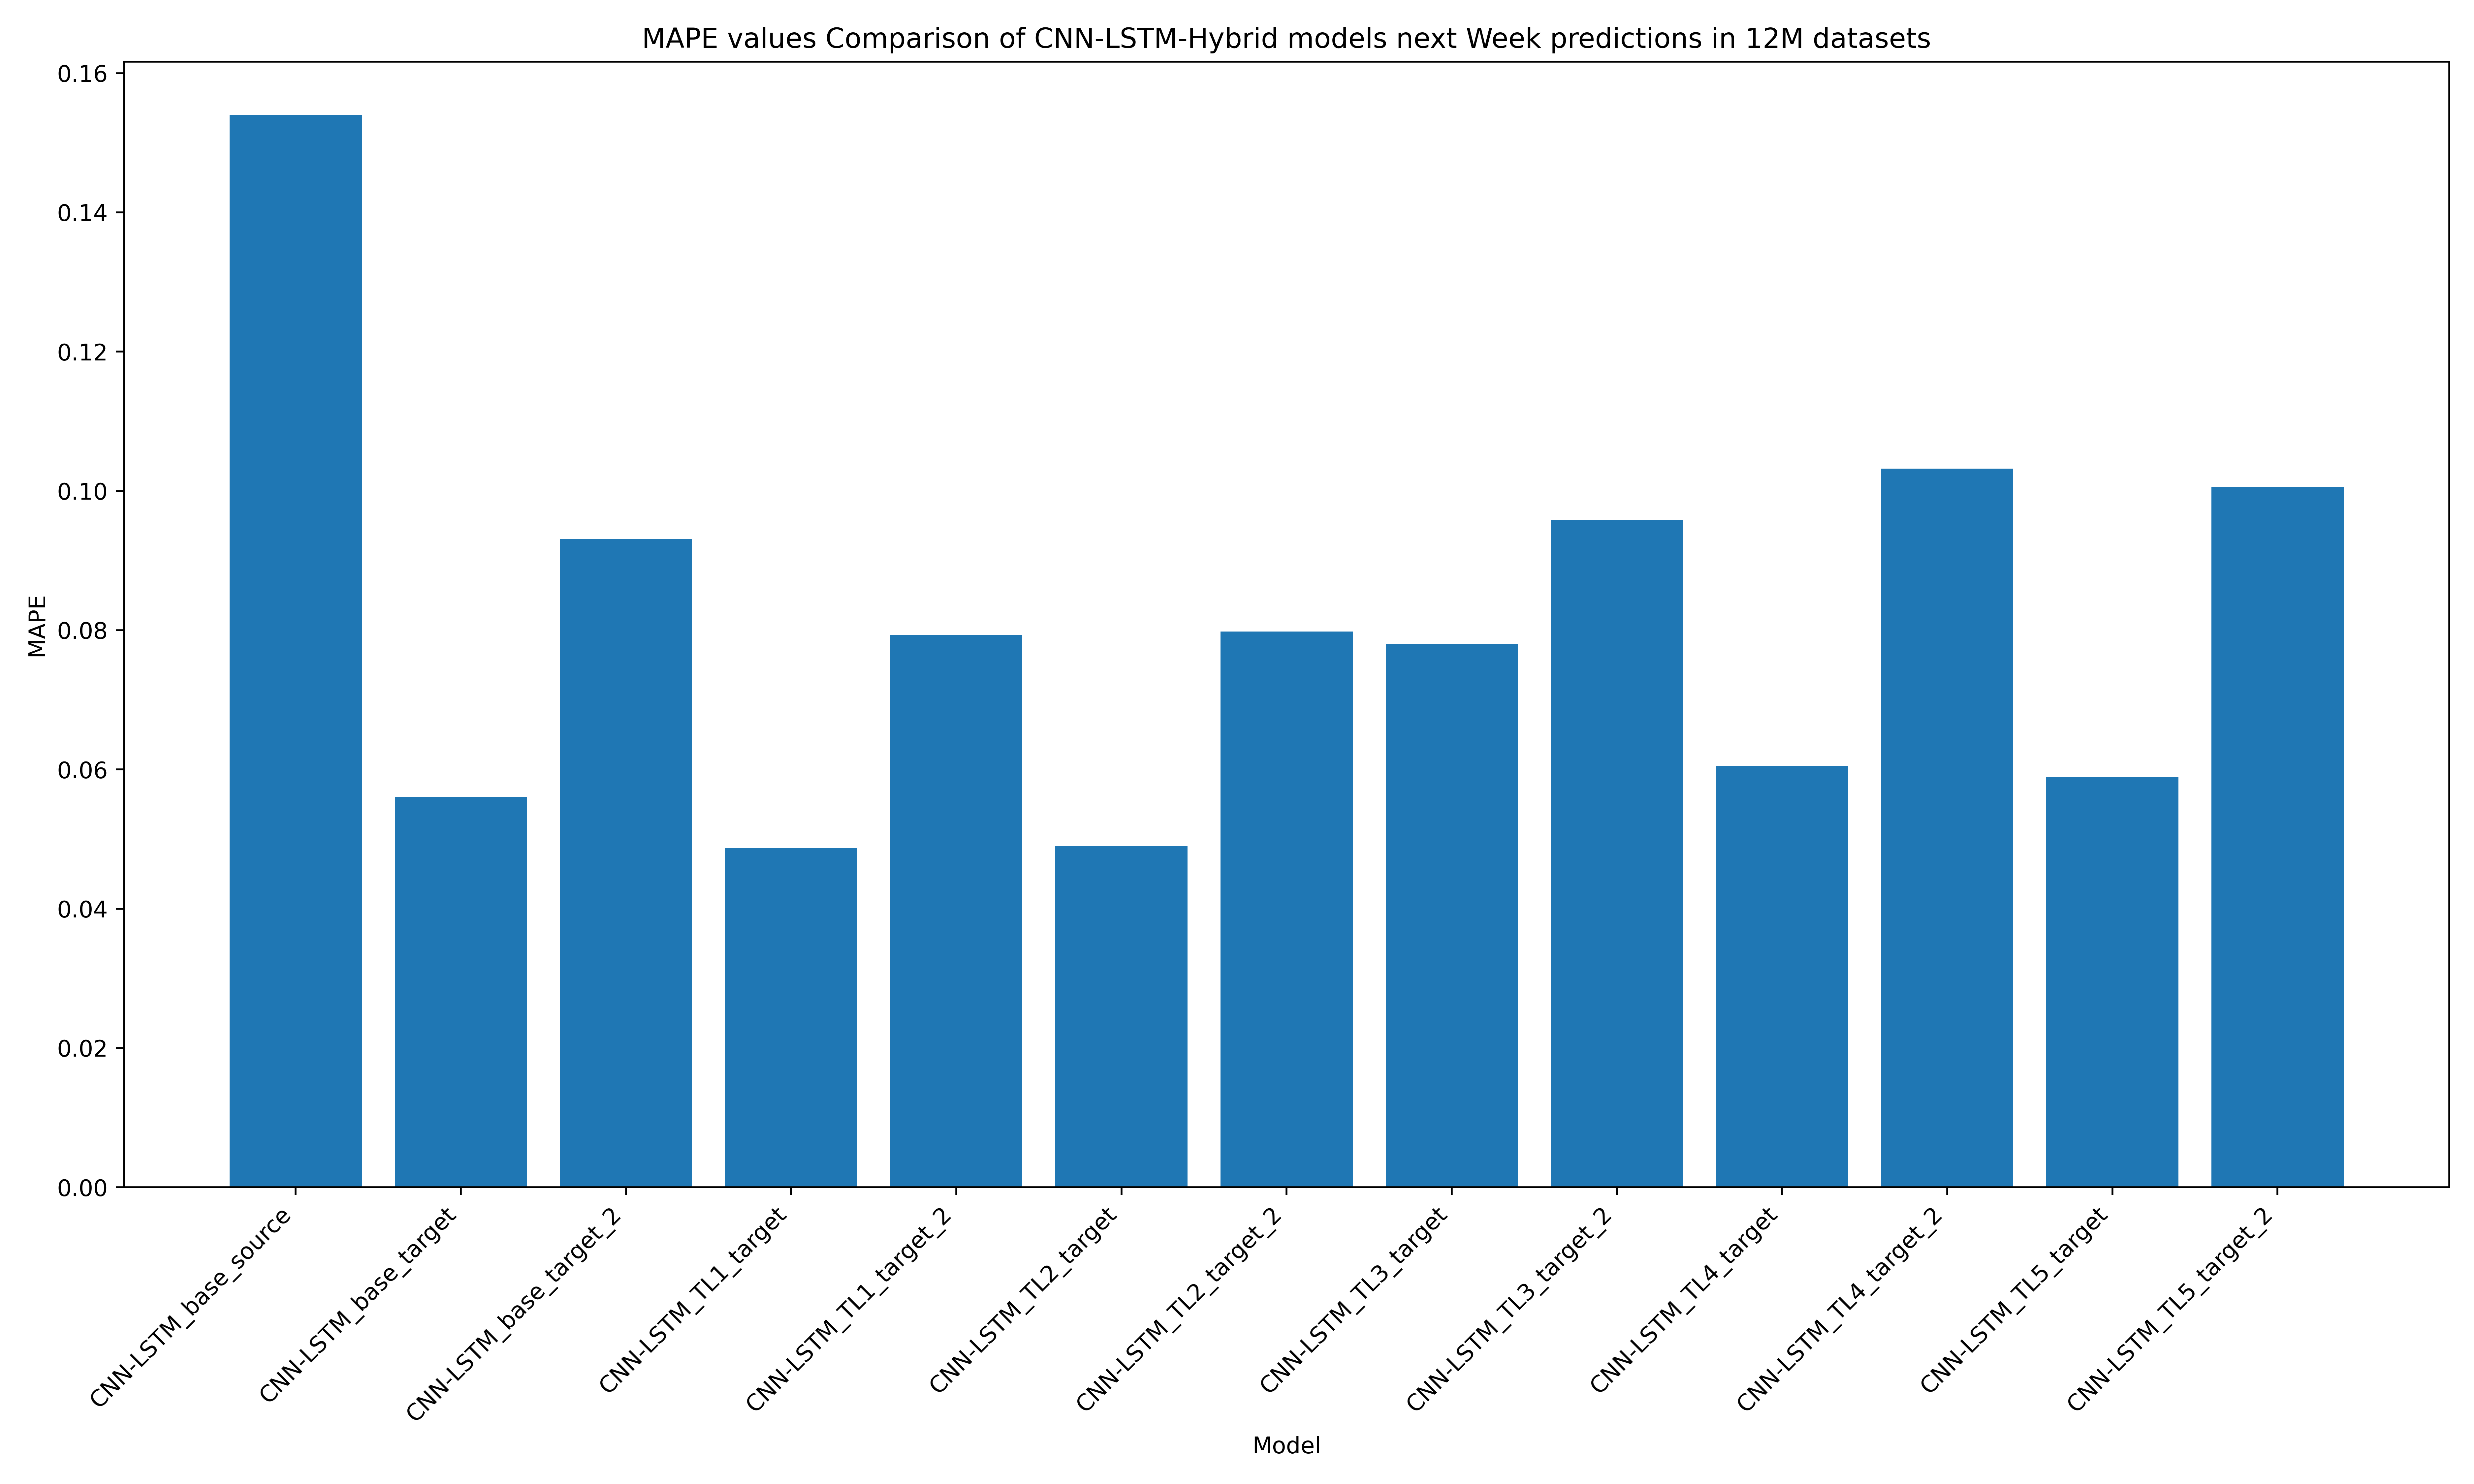 MAPE values Comparison of CNN-LSTM-Hybrid models next Week predictions in 12M datasets
0.16
0.14
0.12
0.10
0.08
0.06
0.04
0.02
0.00
MAPE
CNN-LSTM_base_source
CNN-LSTM_base_target
CNN-LSTM_base_target_2
CNN-LSTM_TL1_target
CNN-LSTM_TL1_target_2
CNN-LSTM_TL2_target
CNN-LSTM_TL2_target_2
CNN-LSTM_TL3_target
CNN-LSTM_TL3_target_2
CNN-LSTM_TL4_target
CNN-LSTM_TL4_target_2
CNN-LSTM_TL5_target
CNN-LSTM_TL5_target_2
Model